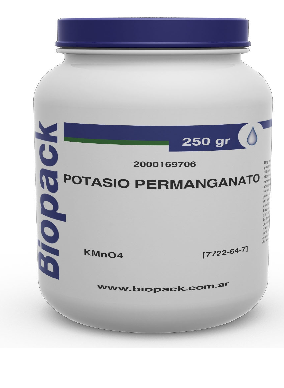 Biopack
250 gr
2000169706
POTASIO PERMANGANATO
KMnO4 [7722-64-7]
www.biopack.com.ar